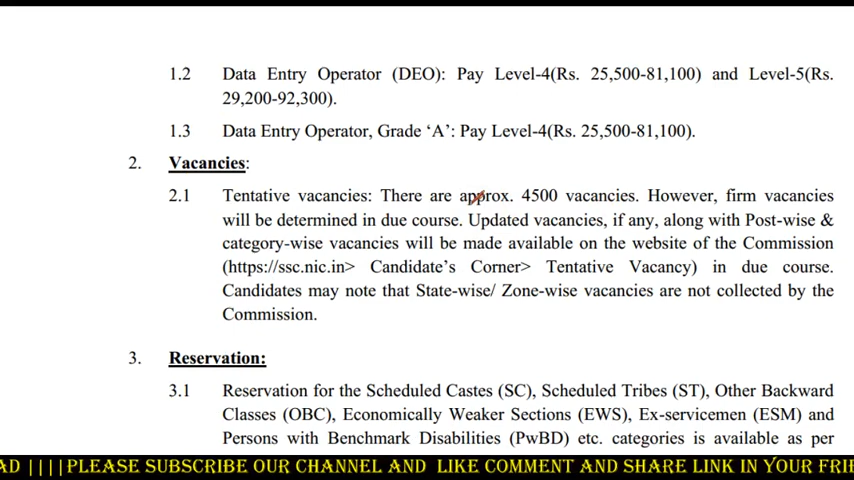 1.2 Data Entry Operator (DEO): Pay Level-4(Rs. 25,500-81,100) and Level-5(Rs.
29,200-92,300).
1.3 Data Entry Operator, Grade ‘A’: Pay Level-4(Rs. 25,500-81,100).
2. Vacancies:
2.1 Tentative vacancies: There are approx. 4500 vacancies. However, firm vacancies
will be determined in due course. Updated vacancies, if any, along with Post-wise &
category-wise vacancies will be made available on the website of the Commission
(https://ssc.nic.in> Candidate’s Corner> Tentative Vacancy) in due course.
Candidates may note that State-wise/ Zone-wise vacancies are not collected by the
Commission.
3. Reservation:
3.1 Reservation for the Scheduled Castes (SC), Scheduled Tribes (ST), Other Backward
Classes (OBC), Economically Weaker Sections (EWS), Ex-servicemen (ESM) and
Persons with Benchmark Disabilities (PwBD) etc. categories is available as per
AD ||||PLEASE SUBSCRIBE OUR CHANNEL AND LIKE COMMENT AND SHARE LINK IN YOUR FRIE